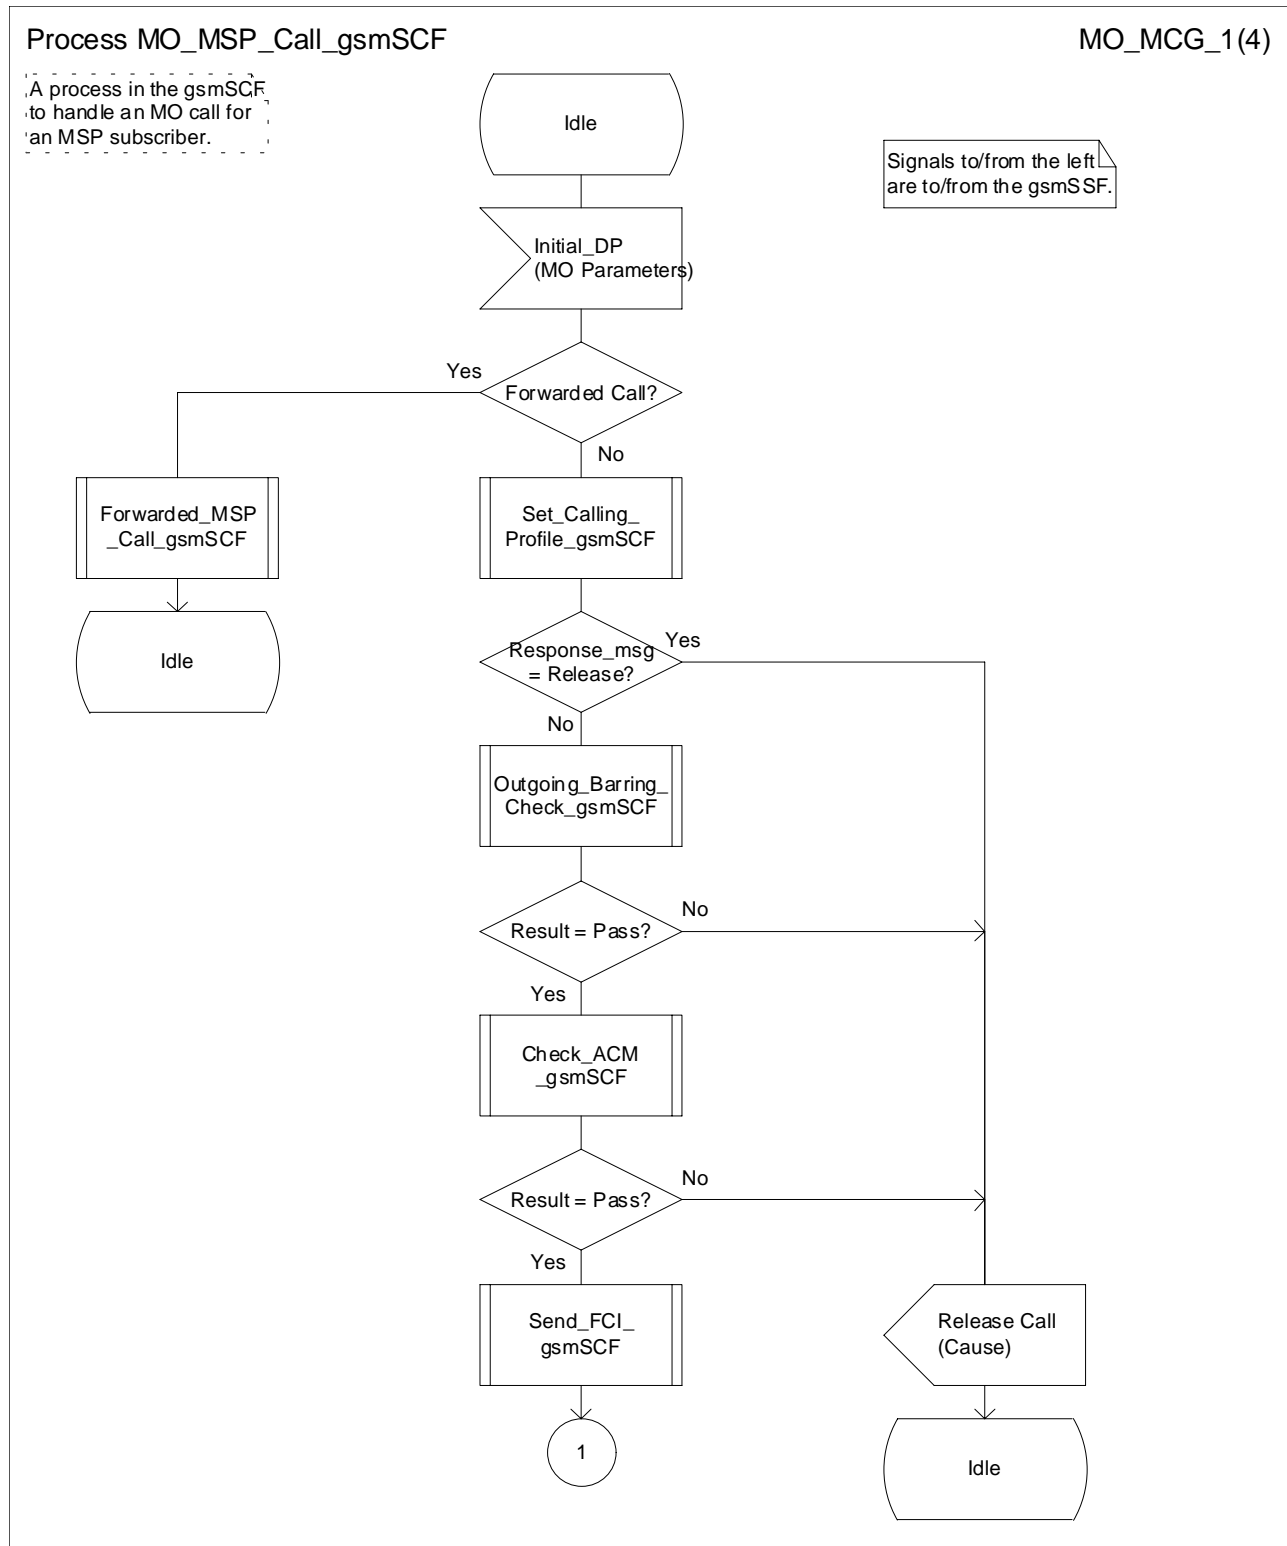 Process MO_MSP_Call_gsmSCF
MO_MCG_1(4)
A process in the gsmSCF
to handle an MO call for
an MSP subscriber.
Idle
Signals to/from the left
are to/from the gsmSSF.
Initial_DP
(MO Parameters)
Yes
Forwarded Call?
No
Forwarded_MSP
_Call_gsmSCF
Set_Calling_
Profile_gsmSCF
Idle
Response_msg
= Release?
Yes
No
Outgoing_Barring_
Check_gsmSCF
Result = Pass?
No
Yes
Check_ACM
_gsmSCF
Result = Pass?
No
Yes
Send_FCI_
gsmSCF
Release Call
(Cause)
1
Idle